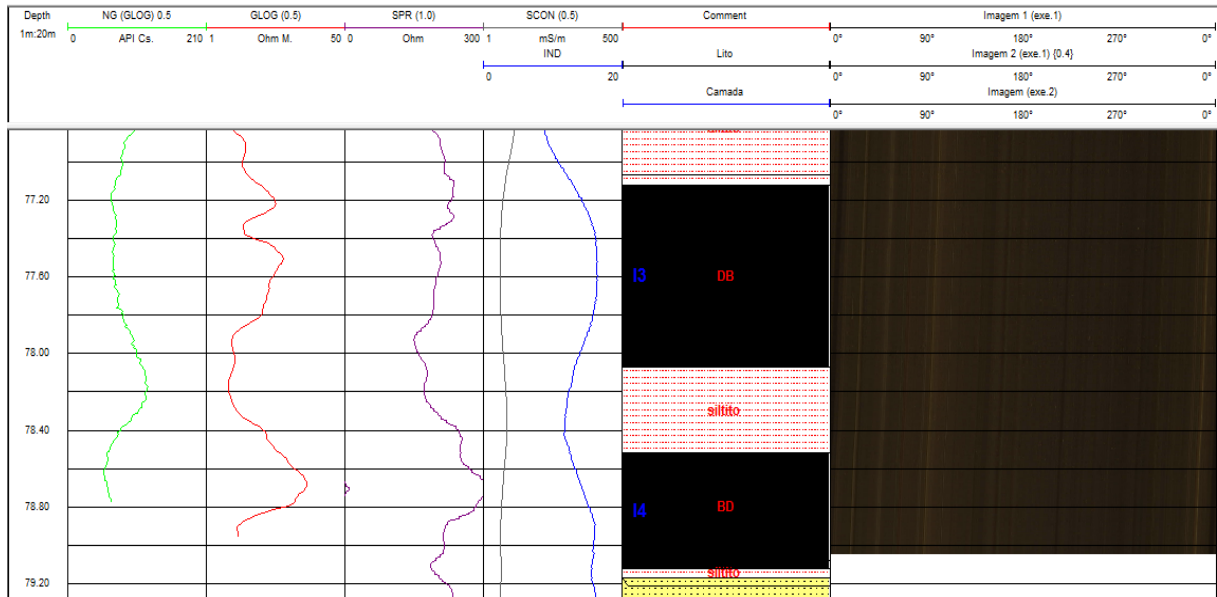 Depth NG (GLOG) 0.5 GLOG (0.5) SPR (1.0) SCON (0.5) Comment Imagem 1 (exe.1)
1m:20m 0 API Cs. 210 1 Ohm M. 50 0 Ohm 300 1 mS/m 500 0° 90° 180° 270° 0°
IND Lito Imagem 2 (exe.1) {0.4}
0 20 0° 90° 180° 270° 0°
Camada Imagem (exe.2)
0° 90° 180° 270° 0°
77.20
77.60 I3 DB
78.00
78.40 siltito
78.80 I4 BD
79.20 siltito